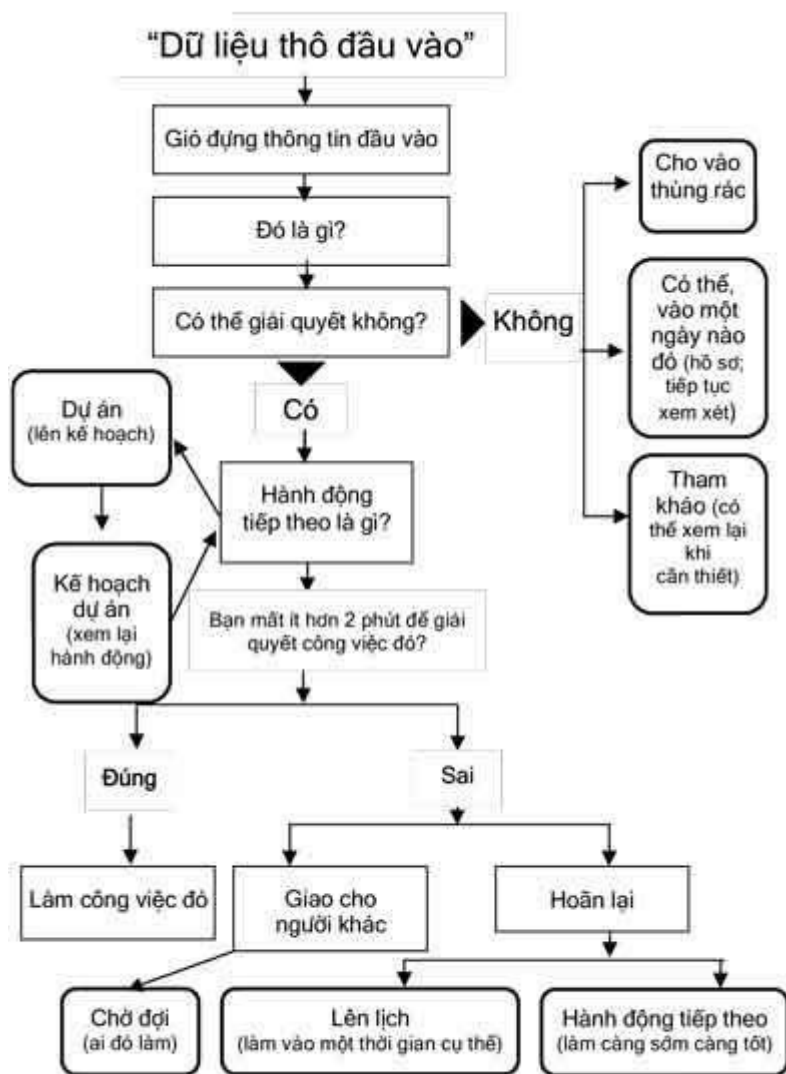 “Dữ liệu thô đầu vào”
Giỏ đựng thông tin đầu vào
Đó là gì?
Có thể giải quyết không?
Không
Cho vào
thùng rác
Có thể,
vào một
ngày nào
đó (hồ sơ;
tiếp tục
xem xét)
Tham
khảo (có
thể xem lại
khi
cần thiết)
Có
Dự án
(lên kế hoạch)
Hành động
tiếp theo là gì?
Kế hoạch
dự án
(xem lại
hành động)
Bạn mất ít hơn 2 phút để giải
quyết công việc đó?
Đúng
Sai
Làm công việc đó
Giao cho
người khác
Hoãn lại
Chờ đợi
(ai đó làm)
Lên lịch
(làm vào một thời gian cụ thể)
Hành động tiếp theo
(làm càng sớm càng tốt)